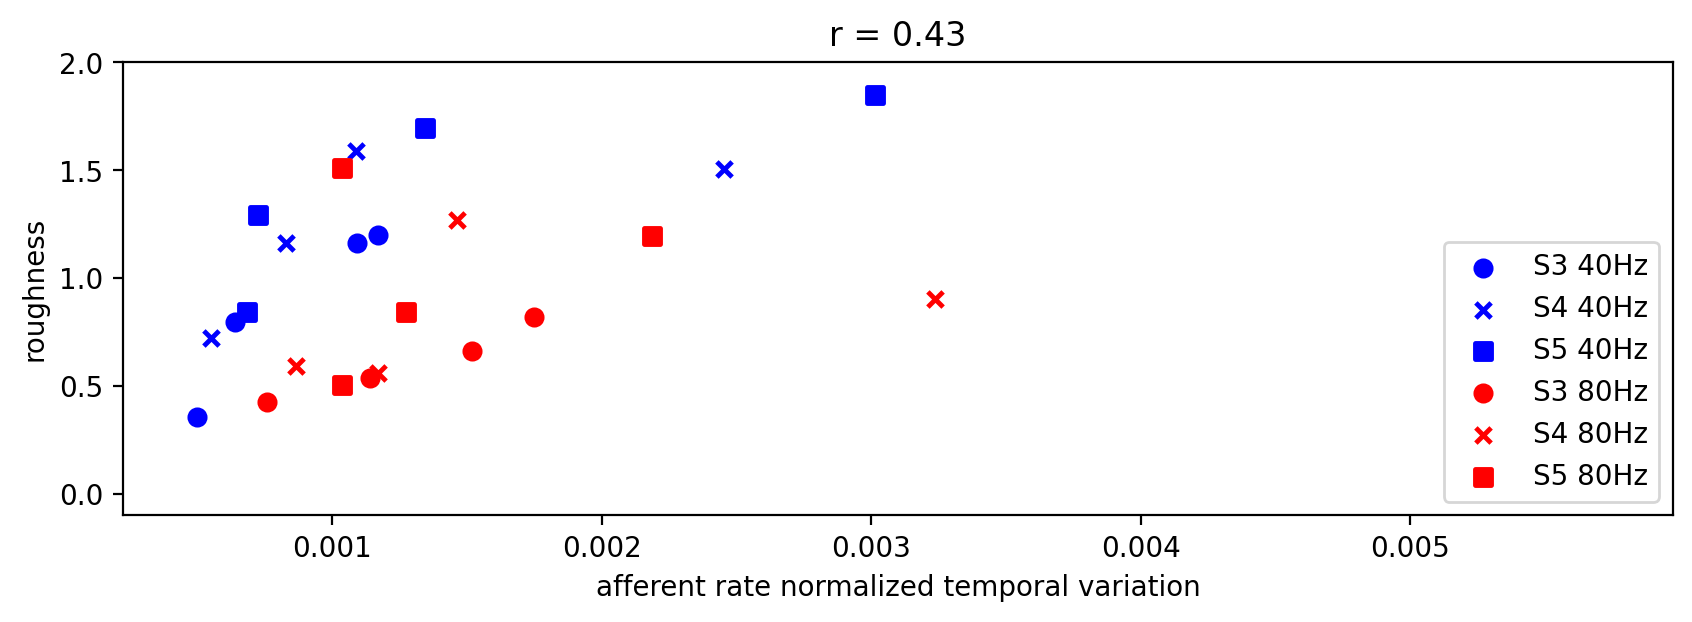 r = 0.43
2.0
1.5
1.0
0.5
0.0
roughness
S3 40Hz
S4 40Hz
S5 40Hz
S3 80Hz
S4 80Hz
S5 80Hz
0.001 0.002 0.003 0.004 0.005
afferent rate normalized temporal variation